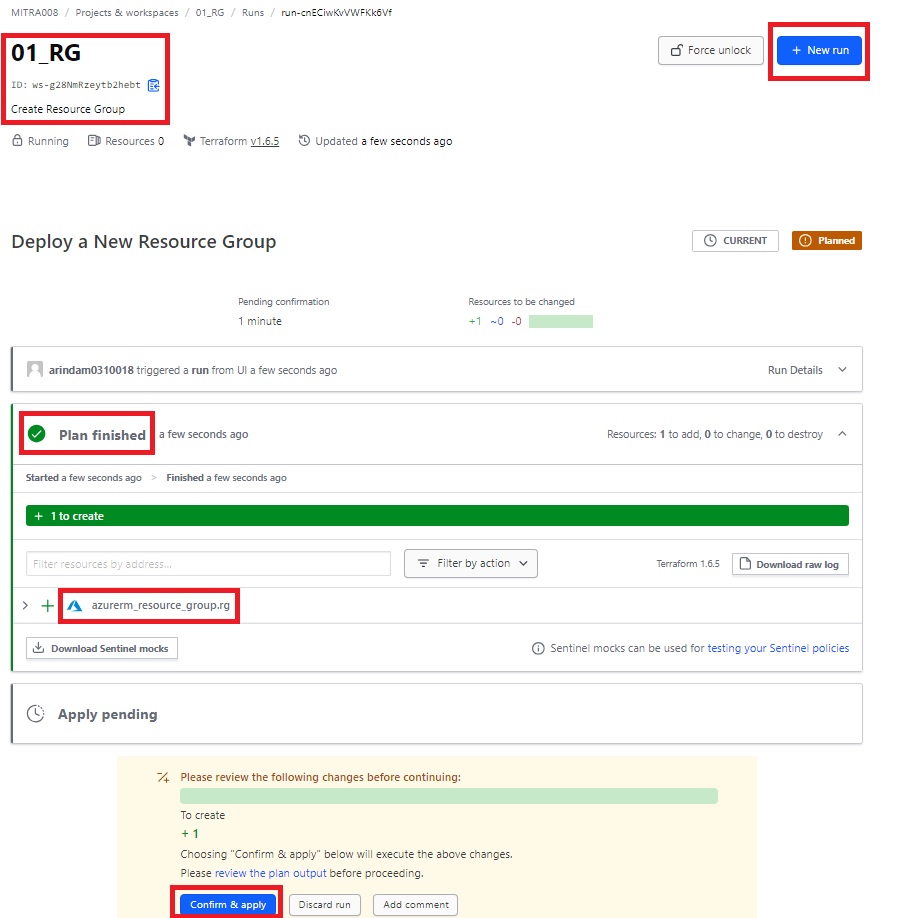 MITRA008 / Projects & workspaces / 01_RG / Runs / run-cnECiwKvVWFKk6Vf
01_RG
Force unlock
+ New run
ID: ws-g28NmRzeytb2hebt
Create Resource Group
Running
Resources 0
Terraform v1.6.5
Updated a few seconds ago
Deploy a New Resource Group
CURRENT
Planned
Pending confirmation
Resources to be changed
1 minute
+1 ~0 -0
arindam0310018 triggered a run from UI a few seconds ago
Run Details
Plan finished a few seconds ago
Resources: 1 to add, 0 to change, 0 to destroy
Started a few seconds ago > Finished a few seconds ago
+ 1 to create
Filter resources by address...
Filter by action
Terraform 1.6.5
Download raw log
azurerm_resource_group.rg
Download Sentinel mocks
Sentinel mocks can be used for testing your Sentinel policies
Apply pending
Please review the following changes before continuing:
To create
+ 1
Choosing "Confirm & apply" below will execute the above changes.
Please review the plan output before proceeding.
Confirm & apply
Discard run
Add comment